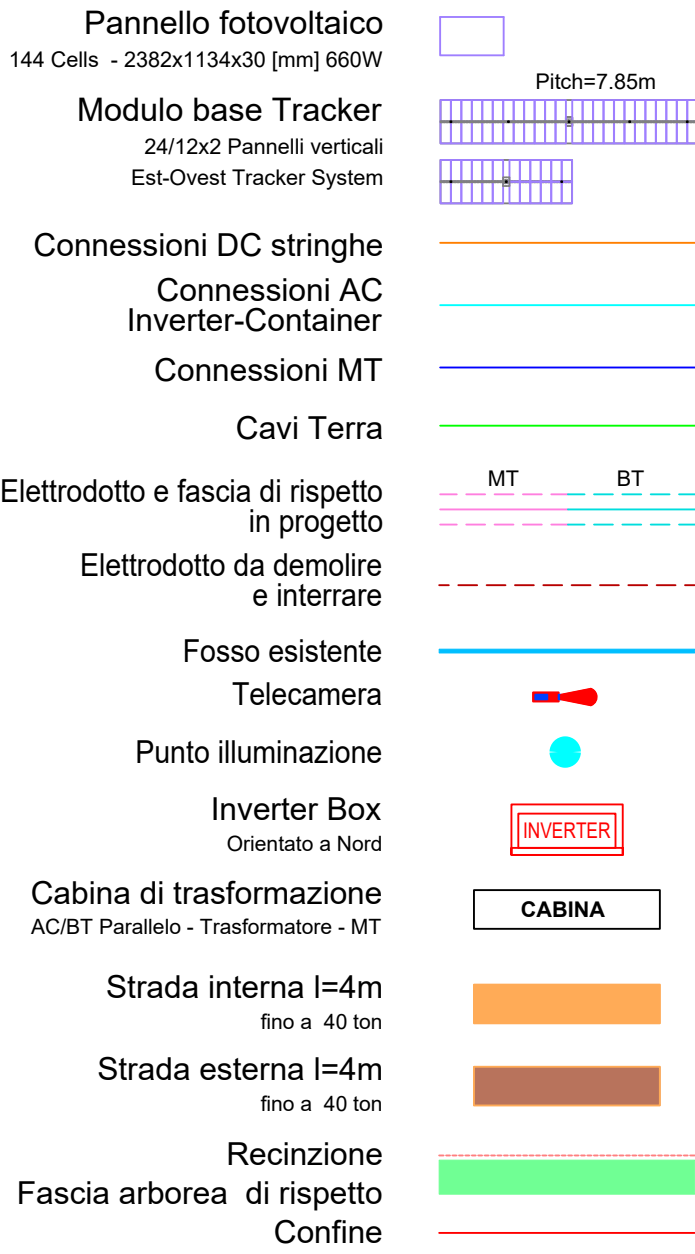 Pannello fotovoltaico
144 Cells - 2382x1134x30 [mm] 660W
Pitch=7.85m
Modulo base Tracker
24/12x2 Pannelli verticali
Est-Ovest Tracker System
Connessioni DC stringhe
Connessioni AC
Inverter-Container
Connessioni MT
Cavi Terra
Elettrodotto e fascia di rispetto
in progetto
MT BT
Elettrodotto da demolire
e interrare
Fosso esistente
Telecamera
Punto illuminazione
Inverter Box
Orientato a Nord
INVERTER
Cabina di trasformazione
AC/BT Parallelo - Trasformatore - MT
CABINA
Strada interna l=4m
fino a 40 ton
Strada esterna l=4m
fino a 40 ton
Recinzione
Fascia arborea di rispetto
Confine